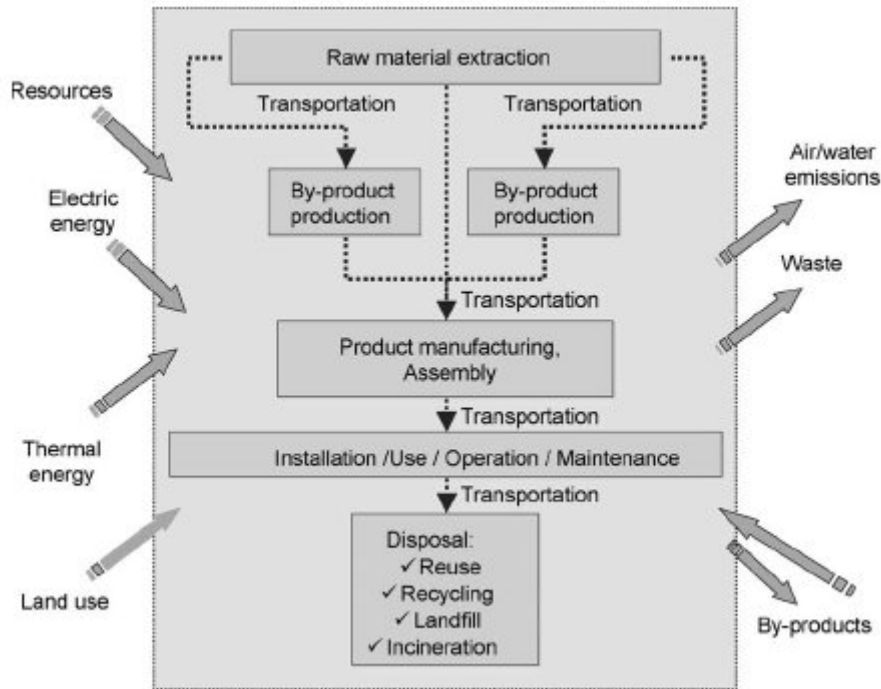 Raw material extraction
Resources
Transportation
Transportation
Air/water
emissions
By-product
production
By-product
production
Electric
energy
Waste
Transportation
Product manufacturing,
Assembly
Transportation
Thermal
energy
Installation /Use / Operation / Maintenance
Transportation
Disposal:
✓ Reuse
✓ Recycling
✓ Landfill
✓ Incineration
Land use
By-products